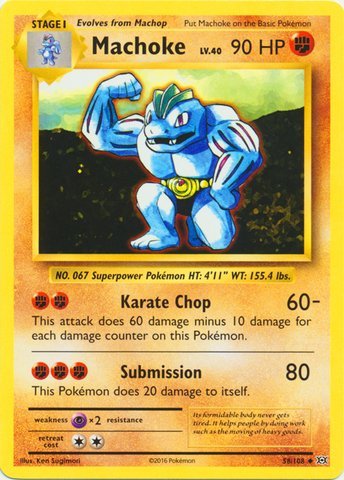 STAGE 1 Evolves from Machop Put Machoke on the Basic Pokémon
Machoke LV.40 90 HP
NO. 067 Superpower Pokémon HT: 4'11" WT: 155.4 lbs.
Karate Chop 60-
This attack does 60 damage minus 10 damage for
each damage counter on this Pokémon.
Submission 80
This Pokémon does 20 damage to itself.
weakness ×2 resistance
retreat
cost
Its formidable body never gets
tired. It helps people by doing work
such as the moving of heavy goods.
Illus. Ken Sugimori ©2016 Pokémon 58/108